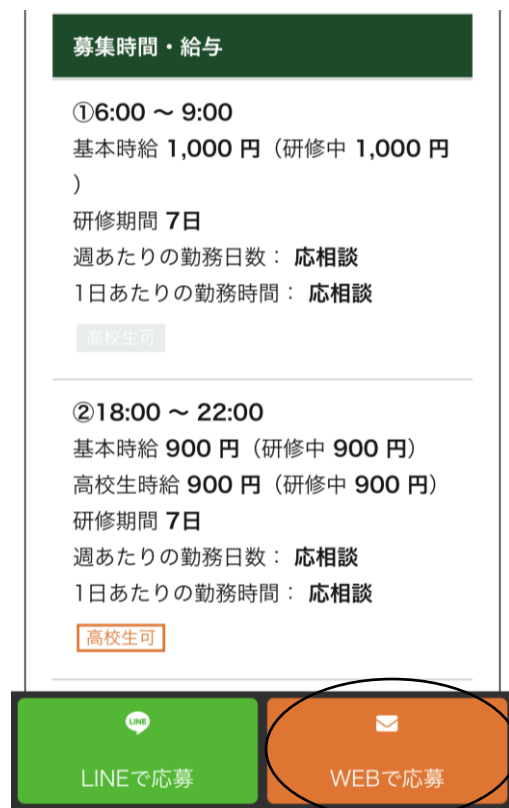 募集時間・給与
①6:00 ～ 9:00
基本時給 1,000 円（研修中 1,000 円
）
研修期間 7日
週あたりの勤務日数： 応相談
1日あたりの勤務時間： 応相談
高校生可
②18:00 ～ 22:00
基本時給 900 円（研修中 900 円）
高校生時給 900 円（研修中 900 円）
研修期間 7日
週あたりの勤務日数： 応相談
1日あたりの勤務時間： 応相談
高校生可
LINE
LINEで応募
WEBで応募